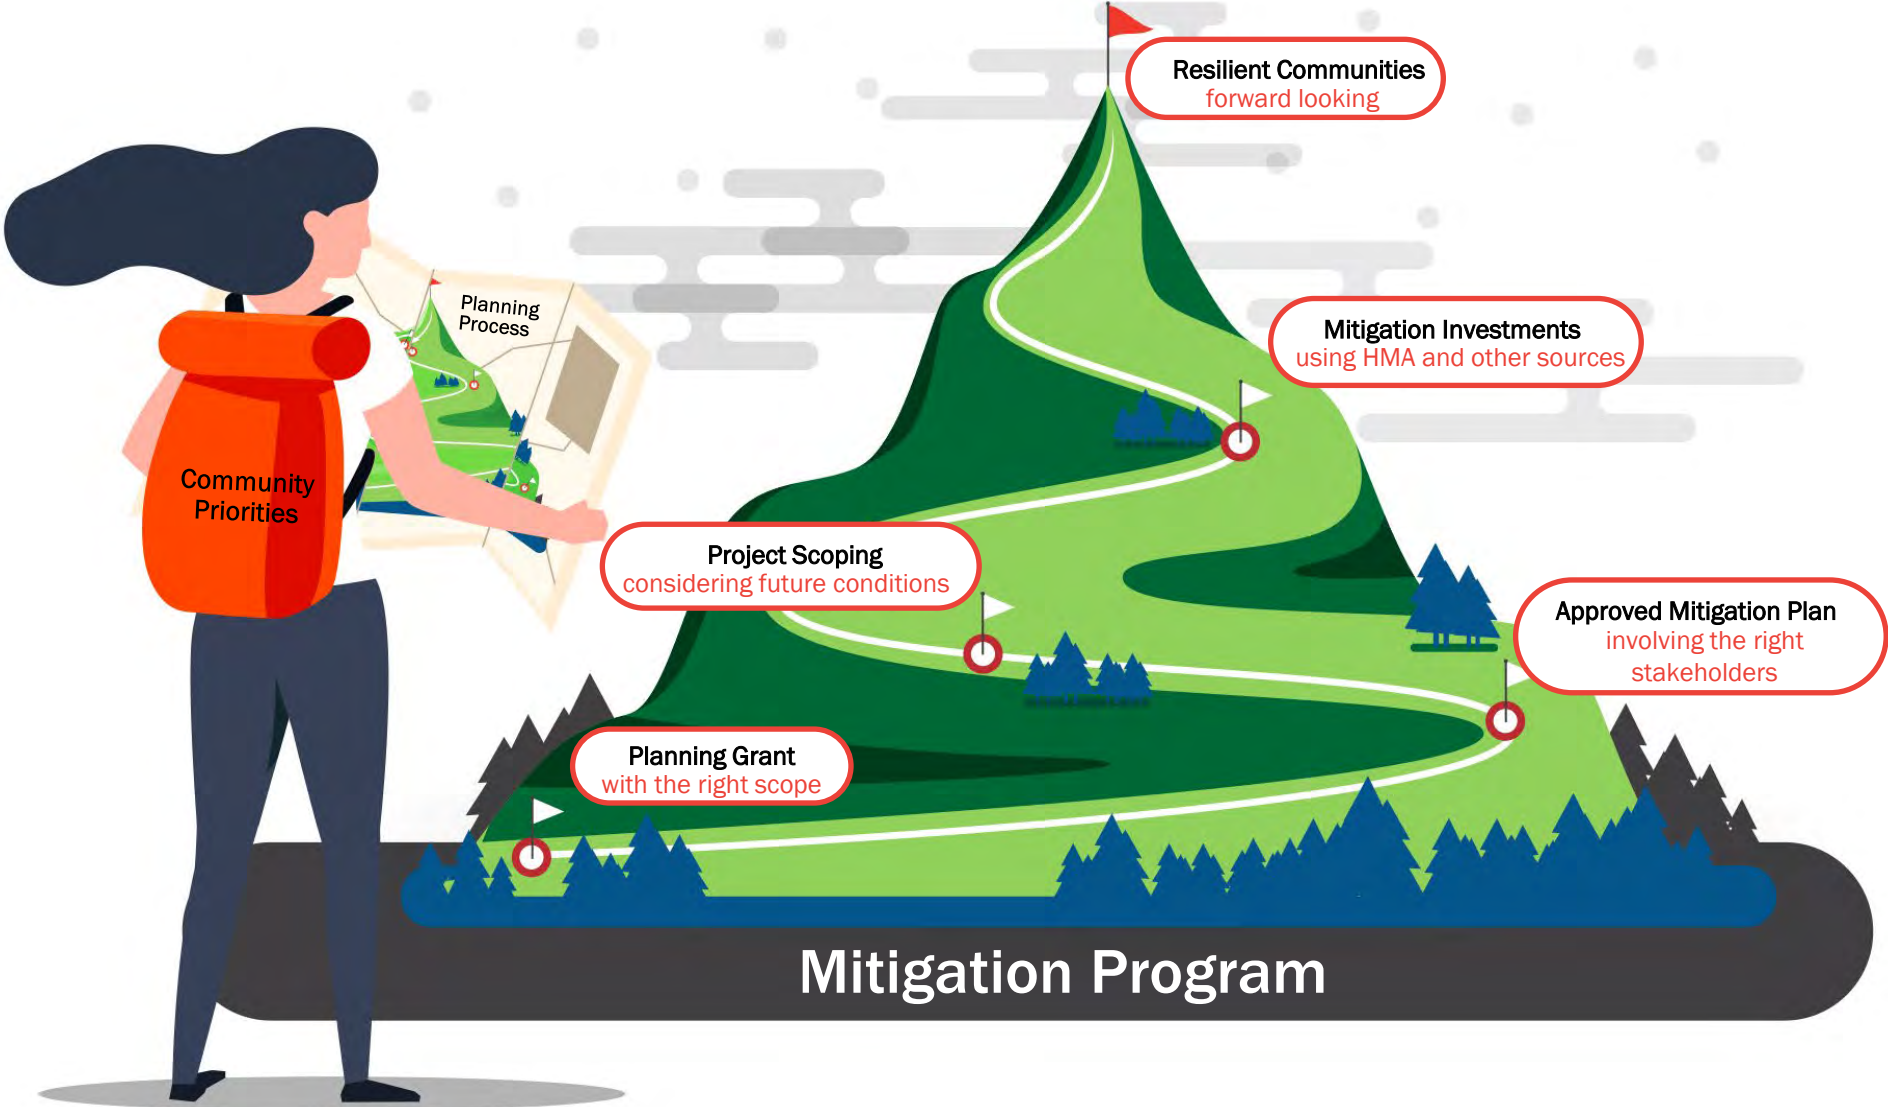 Resilient Communities
forward looking
Planning
Process
Mitigation Investments
using HMA and other sources
Community
Priorities
Project Scoping
considering future conditions
Approved Mitigation Plan
involving the right
stakeholders
Planning Grant
with the right scope
Mitigation Program